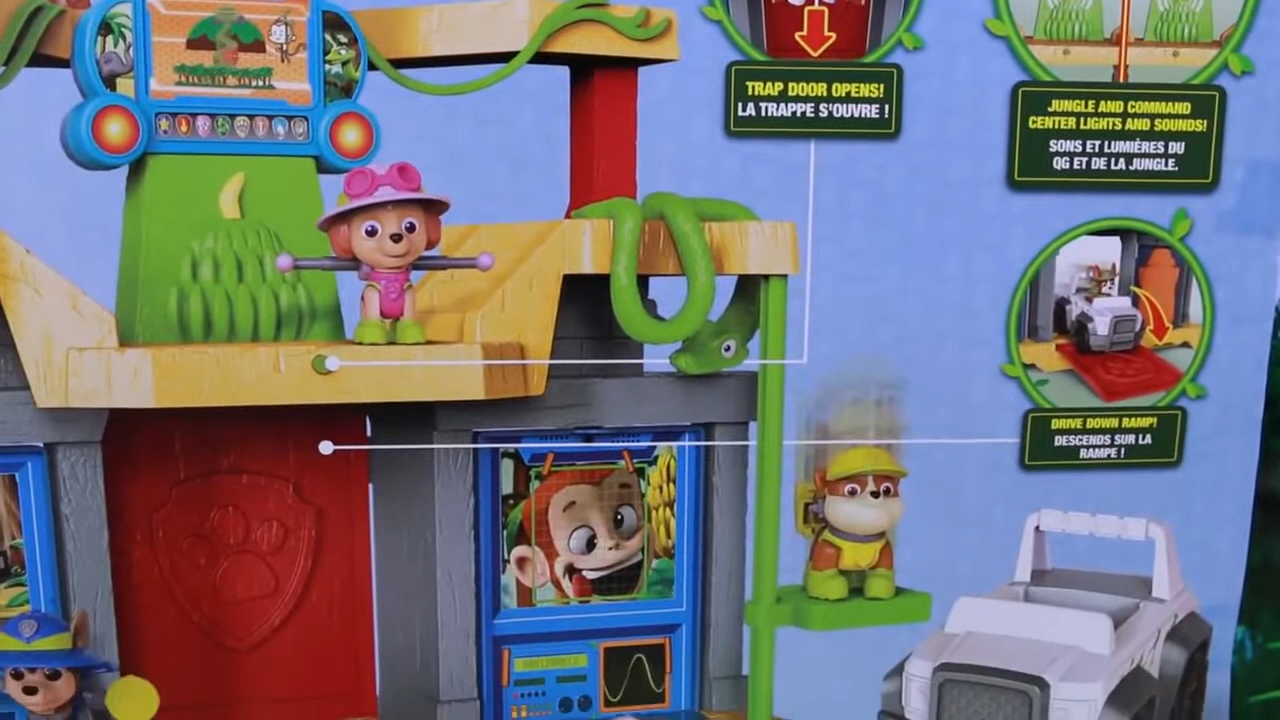 TRAP DOOR OPENS!
LA TRAPPE S'OUVRE !
JUNGLE AND COMMAND
CENTER LIGHTS AND SOUNDS!
SONS ET LUMIÈRES DU
QG ET DE LA JUNGLE.
DRIVE DOWN RAMP!
DESCENDS SUR LA
RAMPE !